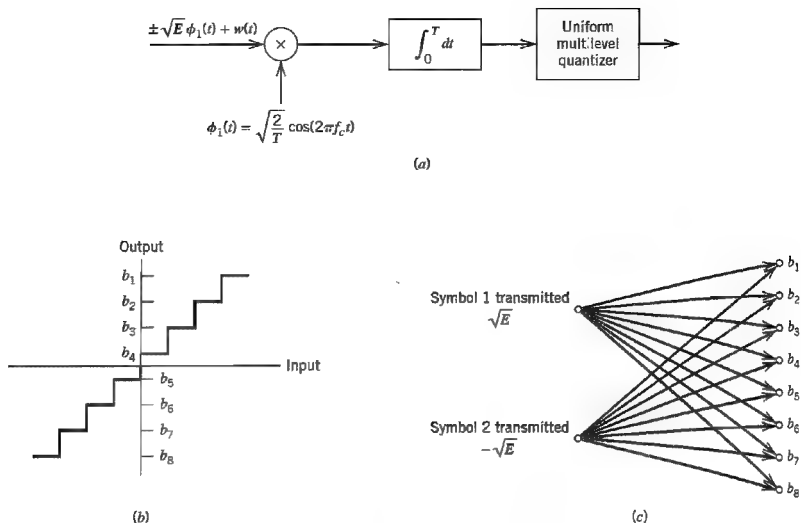 ±√E ϕ₁(t) + w(t)
×
∫₀ᵀ dt
Uniform
multilevel
quantizer
ϕ₁(t) = √(2/T) cos(2πf_c t)
(a)
Output
b₁
b₂
b₃
b₄
Input
b₅
b₆
b₇
b₈
(b)
Symbol 1 transmitted
√E
Symbol 2 transmitted
−√E
b₁
b₂
b₃
b₄
b₅
b₆
b₇
b₈
(c)